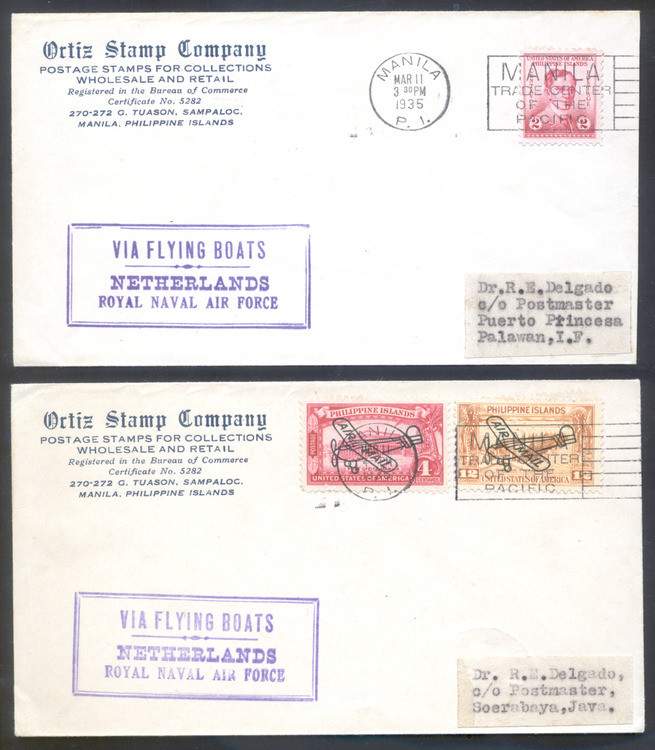 Ortiz Stamp Company
POSTAGE STAMPS FOR COLLECTIONS
WHOLESALE AND RETAIL
Registered in the Bureau of Commerce
Certificate No. 5282
270-272 G. TUASON, SAMPALOC,
MANILA, PHILIPPINE ISLANDS
MANILA
MAR 11
3 30 PM
1935
P. I.
UNITED STATES OF AMERICA
PHILIPPINE ISLANDS
2 2
MANILA
TRADE CENTER
OF THE
PACIFIC
VIA FLYING BOATS
NETHERLANDS
ROYAL NAVAL AIR FORCE
Dr.R.E.Delgado
c/o Postmaster
Puerto Princesa
Palawan,I.F.
Ortiz Stamp Company
POSTAGE STAMPS FOR COLLECTIONS
WHOLESALE AND RETAIL
Registered in the Bureau of Commerce
Certificate No. 5282
270-272 G. TUASON, SAMPALOC,
MANILA, PHILIPPINE ISLANDS
PHILIPPINE ISLANDS
AIR MAIL
4
UNITED STATES OF AMERICA
P. I.
PHILIPPINE ISLANDS
AIR MAIL
12 12
UNITED STATES OF AMERICA
MANILA
PACIFIC
VIA FLYING BOATS
NETHERLANDS
ROYAL NAVAL AIR FORCE
Dr. R.E.Delgado,
c/o Postmaster,
Soerabaya,Java.